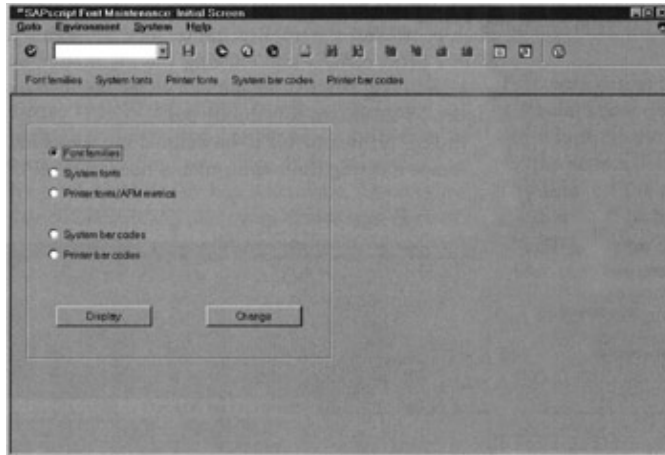 SAPscript Font Maintenance: Initial Screen
Goto Environment System Help
Font families System fonts Printer fonts System bar codes Printer bar codes
Font families
System fonts
Printer fonts/AFM metrics
System bar codes
Printer bar codes
Display Change